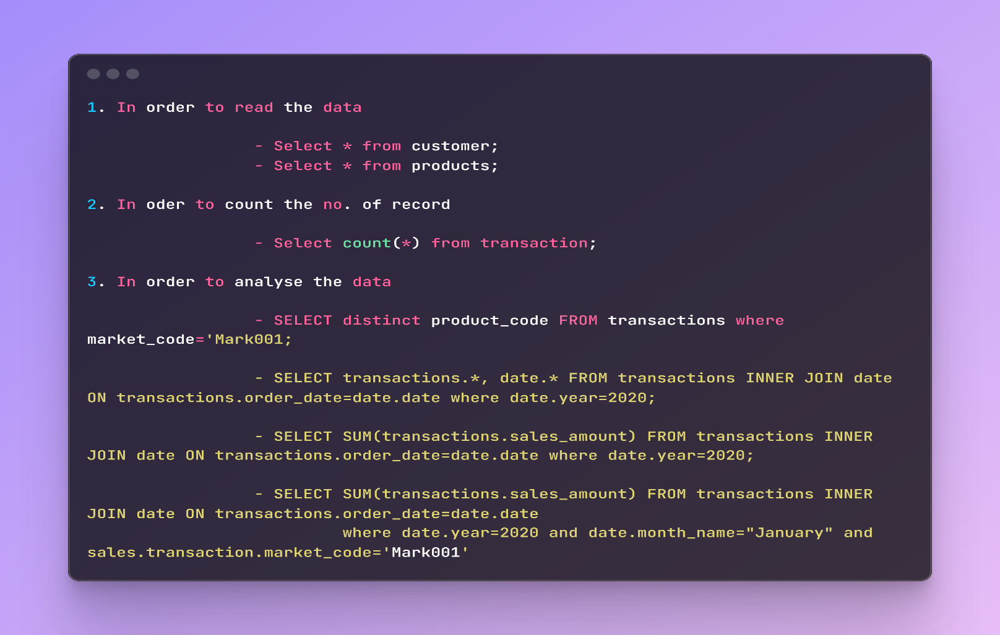 1. In order to read the data
- Select * from customer;
- Select * from products;
2. In oder to count the no. of record
- Select count(*) from transaction;
3. In order to analyse the data
- SELECT distinct product_code FROM transactions where
market_code='Mark001;
- SELECT transactions.*, date.* FROM transactions INNER JOIN date
ON transactions.order_date=date.date where date.year=2020;
- SELECT SUM(transactions.sales_amount) FROM transactions INNER
JOIN date ON transactions.order_date=date.date where date.year=2020;
- SELECT SUM(transactions.sales_amount) FROM transactions INNER
JOIN date ON transactions.order_date=date.date
where date.year=2020 and date.month_name="January" and
sales.transaction.market_code='Mark001'